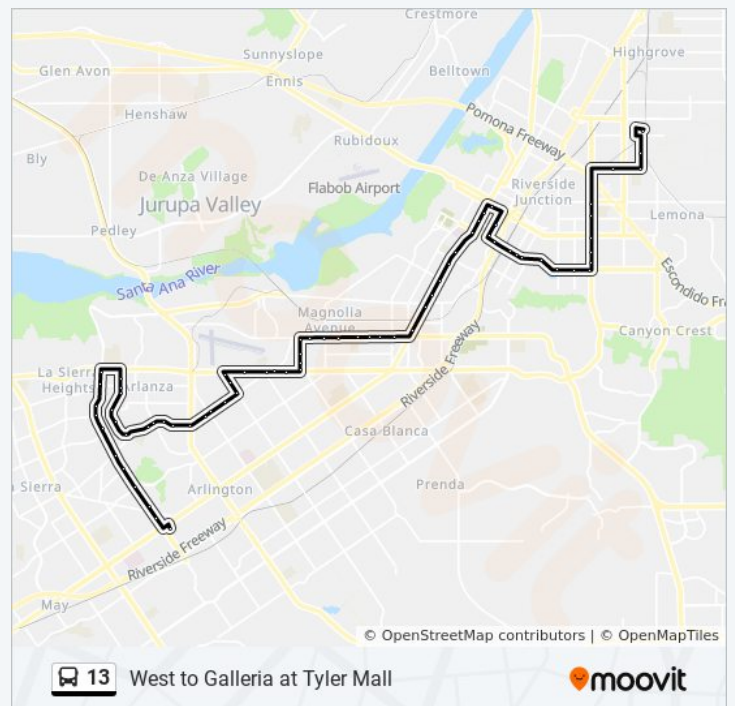 Crestmore
Sunnyslope
Highgrove
Glen Avon
Belltown
Ennis
Henshaw
Pomona Freeway
Rubidoux
Bly
De Anza Village
Flabob Airport
Riverside
Junction
Jurupa Valley
Lemona
Pedley
Santa Ana River
Escondido Fr
Magnolia
Avenue
Canyon Crest
La Sierra
Heights
Arlanza
Riverside Freeway
Casa Blanca
a Sierra
Arlington
Prenda
Riverside Freeway
May
© OpenStreetMap contributors | © OpenMapTiles
13 West to Galleria at Tyler Mall
moovit